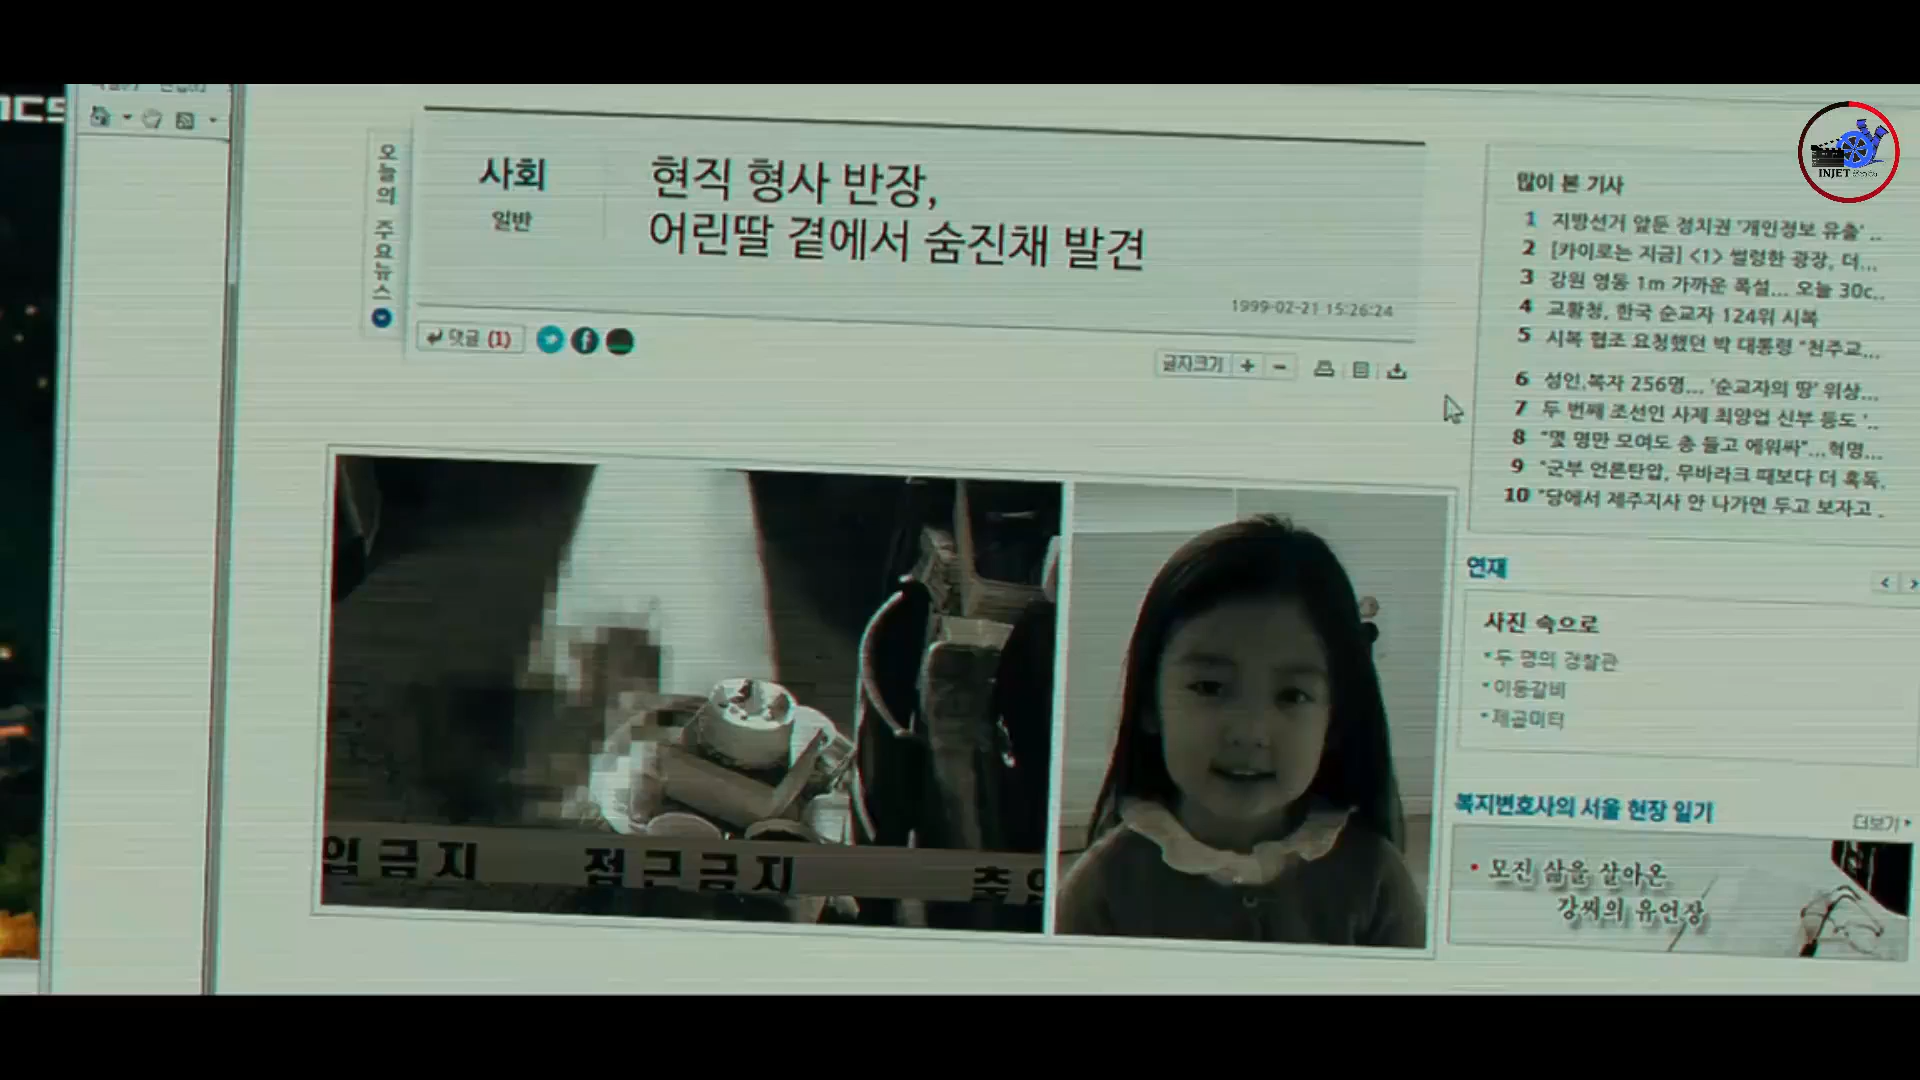 오늘의 주요뉴스
사회
일반
현직 형사 반장,
어린딸 곁에서 숨진채 발견
1999-02-21 15:26:24
댓글 (1)
글자크기 + -
많이 본 기사
1 지방선거 앞둔 정치권 '개인정보 유출' ..
2 [카이로는 지금] <1> 썰렁한 광장, 더...
3 강원 영동 1m 가까운 폭설... 오늘 30c..
4 교황청, 한국 순교자 124위 시복
5 시복 협조 요청했던 박 대통령 "천주교...
6 성인,복자 256명... '순교자의 땅' 위상...
7 두 번째 조선인 사제 최양업 신부 등도 '..
8 "몇 명만 모여도 총 들고 에워싸"...혁명...
9 "군부 언론탄압, 무바라크 때보다 더 혹독.
10 "당에서 제주지사 안 나가면 두고 보자고 .
연재
사진 속으로
두 명의 경찰관
이동갈비
제곱미터
복지변호사의 서울 현장 일기
더보기
모진 삶을 살아온
강씨의 유언장
입금지 접근금지 출입
INJET